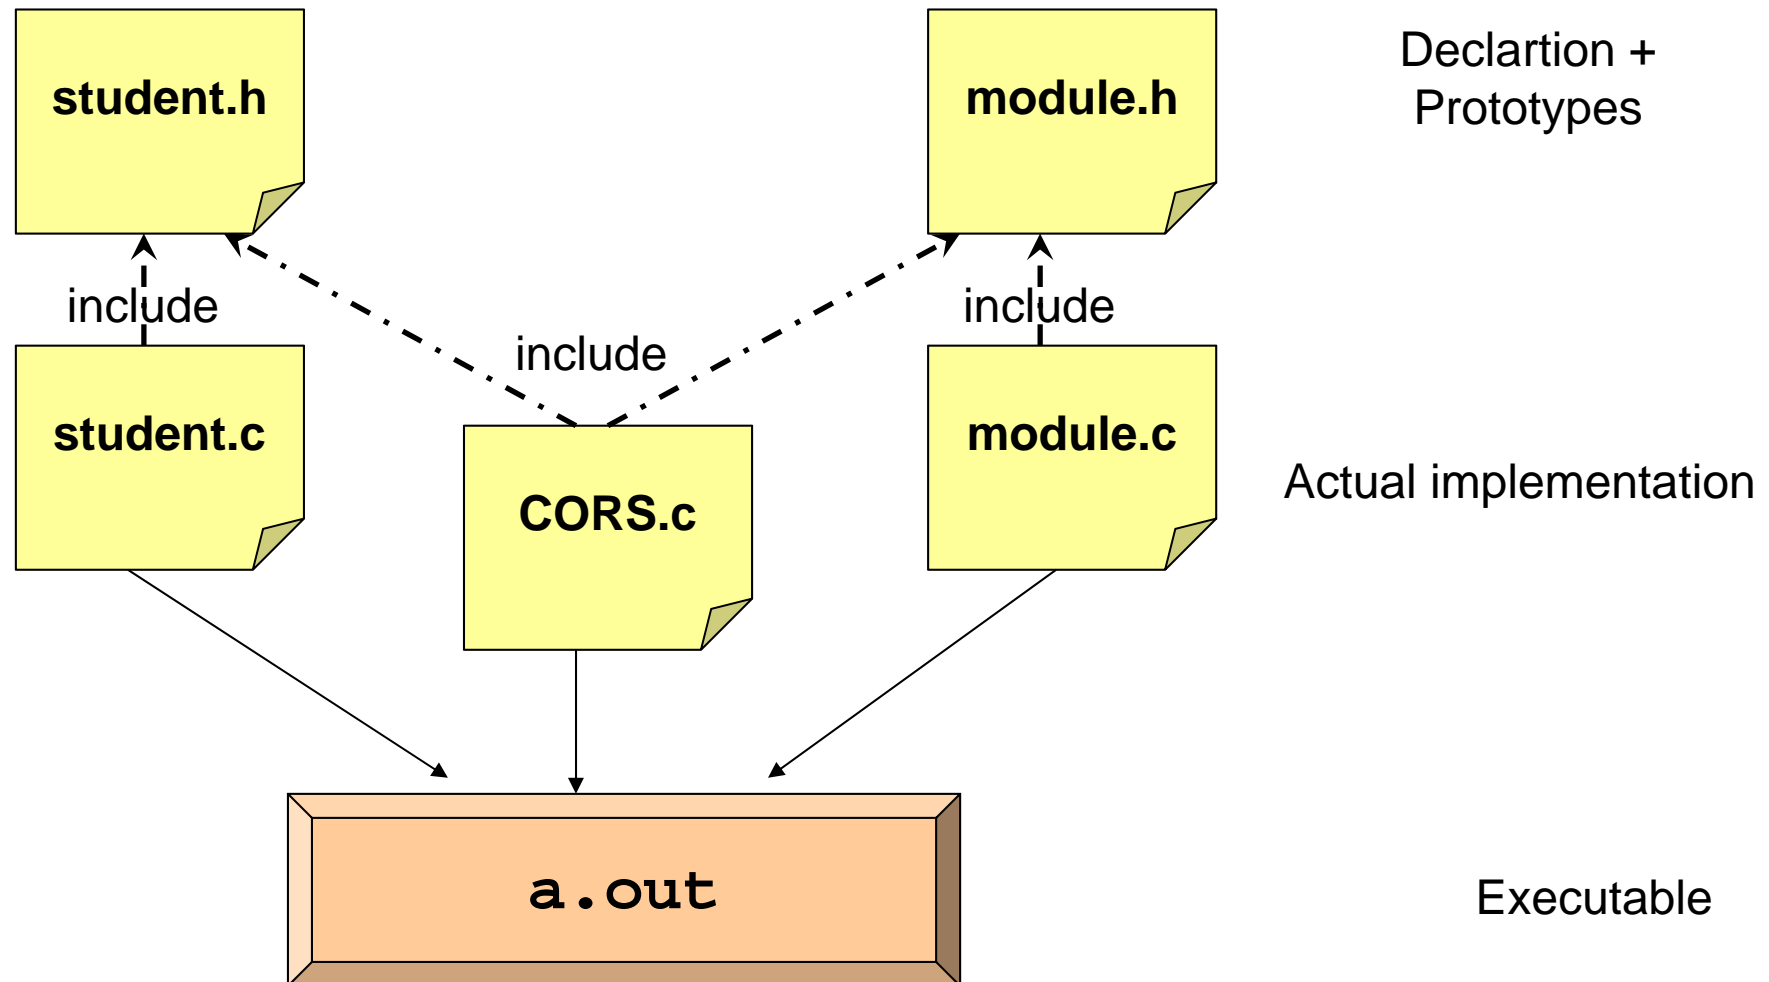 student.h
module.h
Declartion +
Prototypes
include
include
include
student.c
module.c
CORS.c
Actual implementation
a.out
Executable